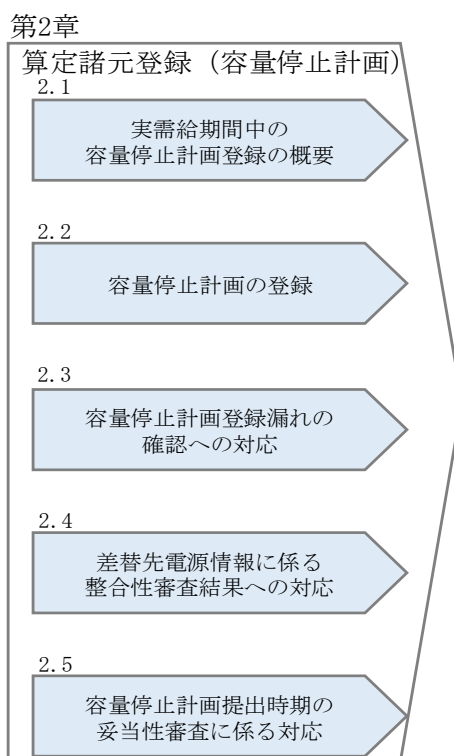 第2章
算定諸元登録（容量停止計画）
2.1
実需給期間中の
容量停止計画登録の概要
2.2
容量停止計画の登録
2.3
容量停止計画登録漏れの
確認への対応
2.4
差替先電源情報に係る
整合性審査結果への対応
2.5
容量停止計画提出時期の
妥当性審査に係る対応